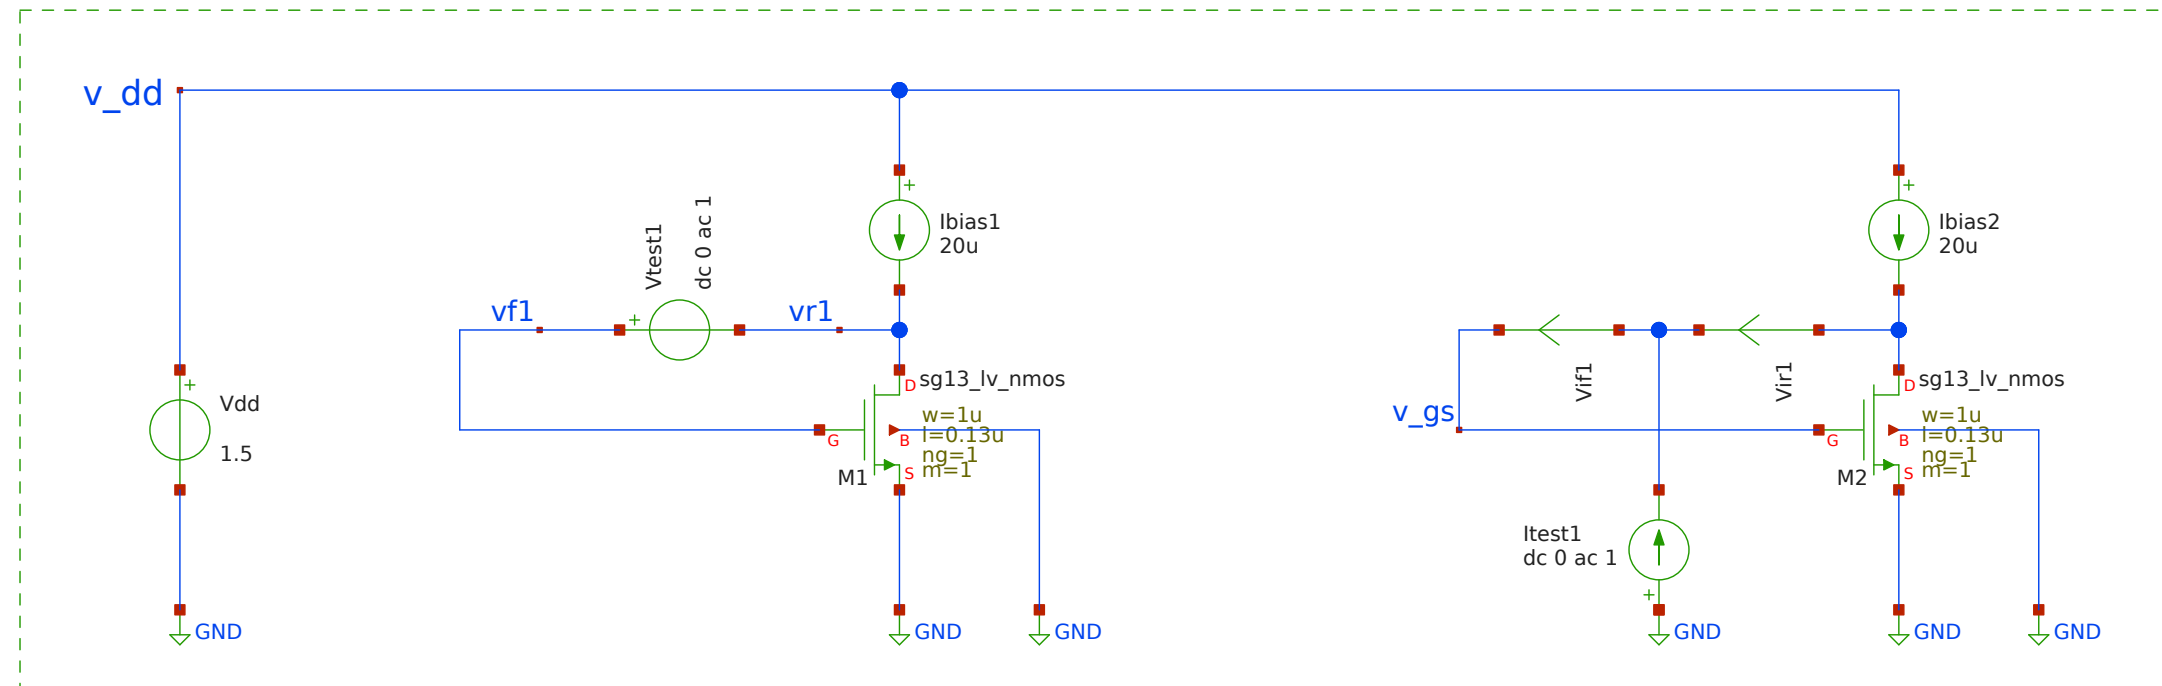 v_dd
+
Ibias1
20u
+
Ibias2
20u
Vtest1
dc 0 ac 1
vf1
+
vr1
+
Vdd
1.5
D
sg13_lv_nmos
w=1u
l=0.13u
ng=1
m=1
G
B
S
M1
Vif1
Vir1
v_gs
D
sg13_lv_nmos
w=1u
l=0.13u
ng=1
m=1
G
B
S
M2
Itest1
dc 0 ac 1
+
GND
GND
GND
GND
GND
GND